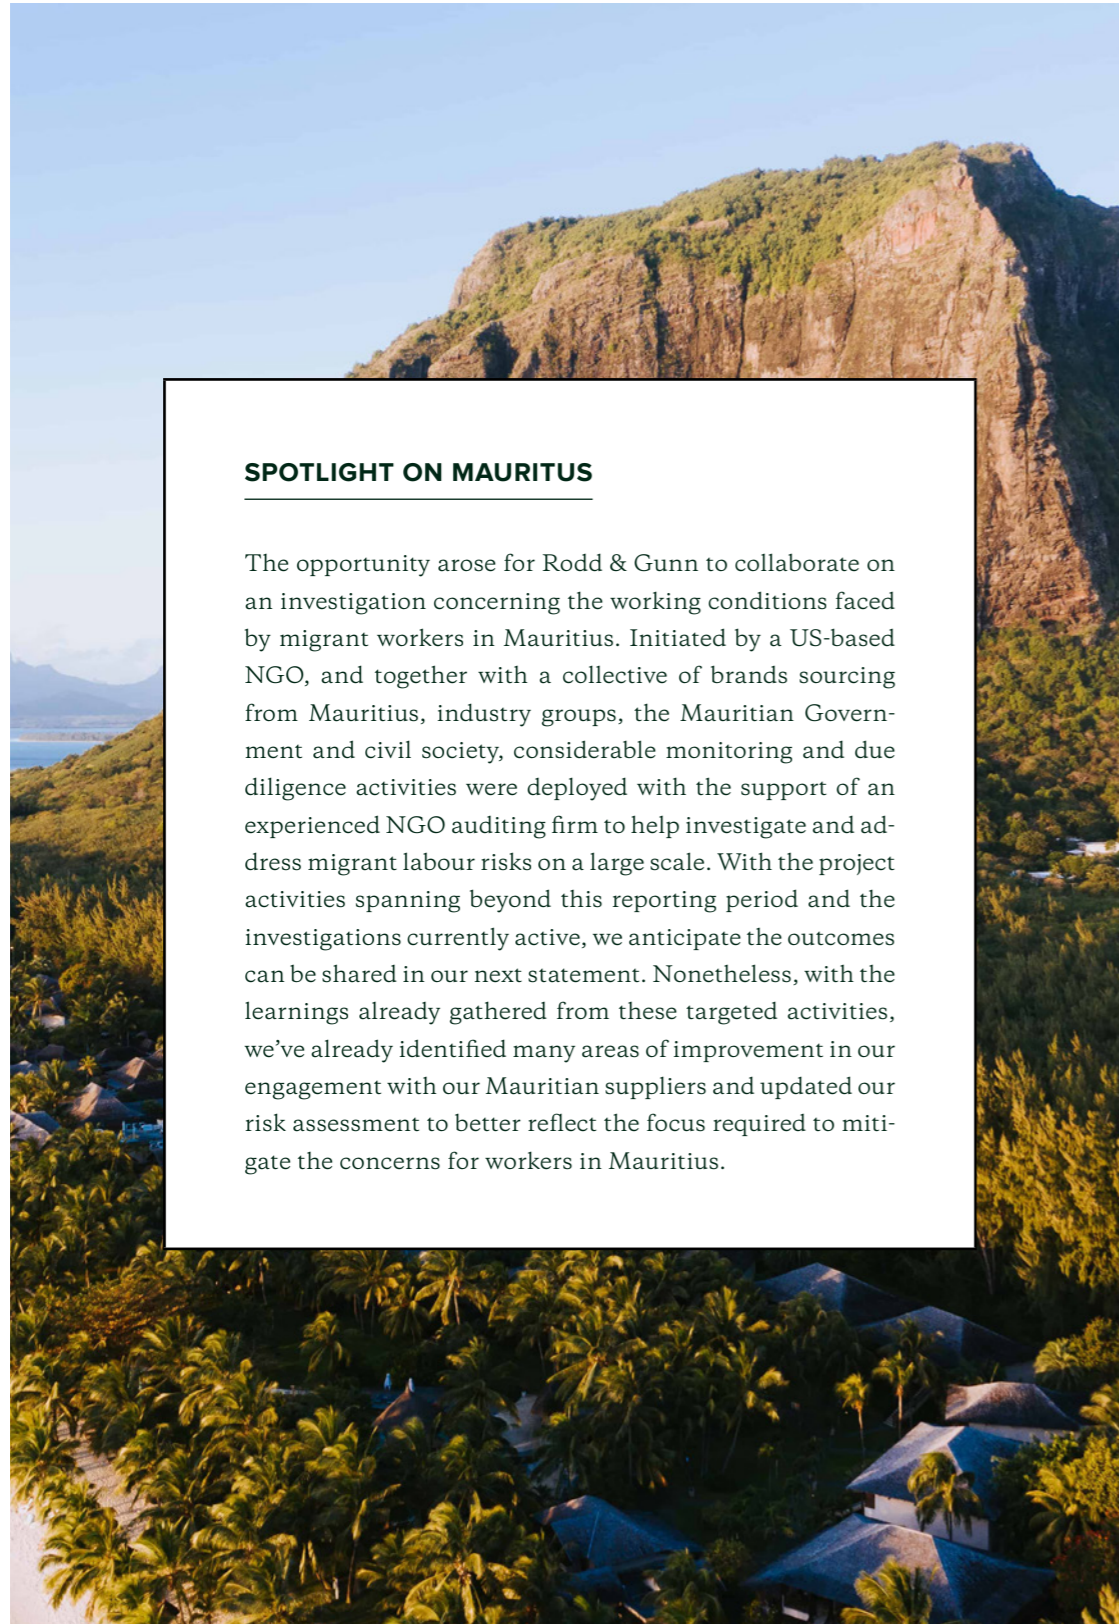 SPOTLIGHT ON MAURITUS
The opportunity arose for Rodd & Gunn to collaborate on
an investigation concerning the working conditions faced
by migrant workers in Mauritius. Initiated by a US-based
NGO, and together with a collective of brands sourcing
from Mauritius, industry groups, the Mauritian Govern-
ment and civil society, considerable monitoring and due
diligence activities were deployed with the support of an
experienced NGO auditing firm to help investigate and ad-
dress migrant labour risks on a large scale. With the project
activities spanning beyond this reporting period and the
investigations currently active, we anticipate the outcomes
can be shared in our next statement. Nonetheless, with the
learnings already gathered from these targeted activities,
we’ve already identified many areas of improvement in our
engagement with our Mauritian suppliers and updated our
risk assessment to better reflect the focus required to miti-
gate the concerns for workers in Mauritius.